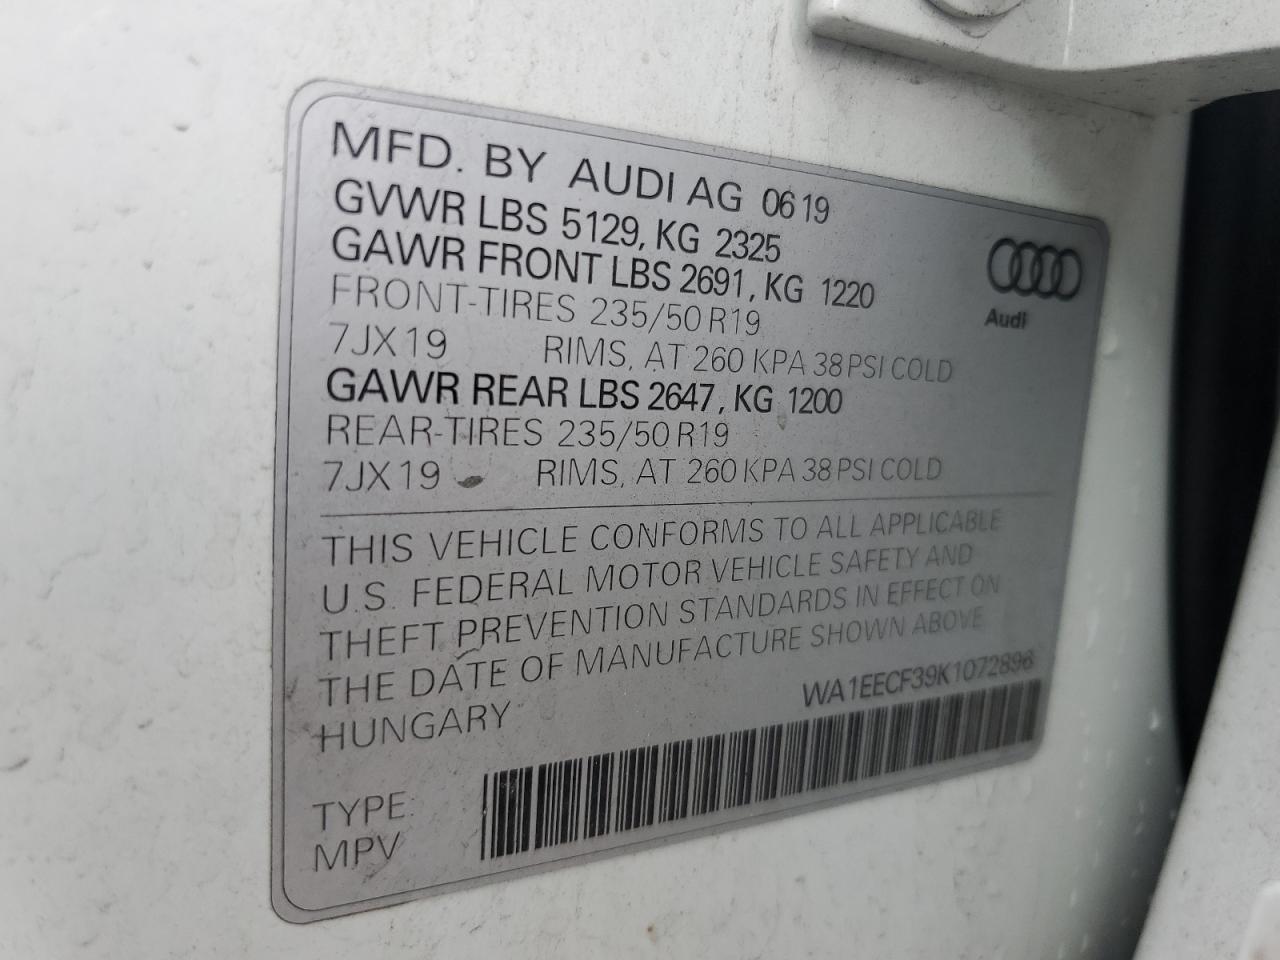 MFD. BY AUDI AG 06 19
GVWR LBS 5129, KG 2325
GAWR FRONT LBS 2691, KG 1220
FRONT-TIRES 235/50 R19
7JX19 RIMS, AT 260 KPA 38 PSI COLD
GAWR REAR LBS 2647, KG 1200
REAR-TIRES 235/50 R19
7JX19 RIMS, AT 260 KPA 38 PSI COLD
Audi
THIS VEHICLE CONFORMS TO ALL APPLICABLE
U.S. FEDERAL MOTOR VEHICLE SAFETY AND
THEFT PREVENTION STANDARDS IN EFFECT ON
THE DATE OF MANUFACTURE SHOWN ABOVE
HUNGARY
WA1EECF39K1072896
TYPE:
MPV